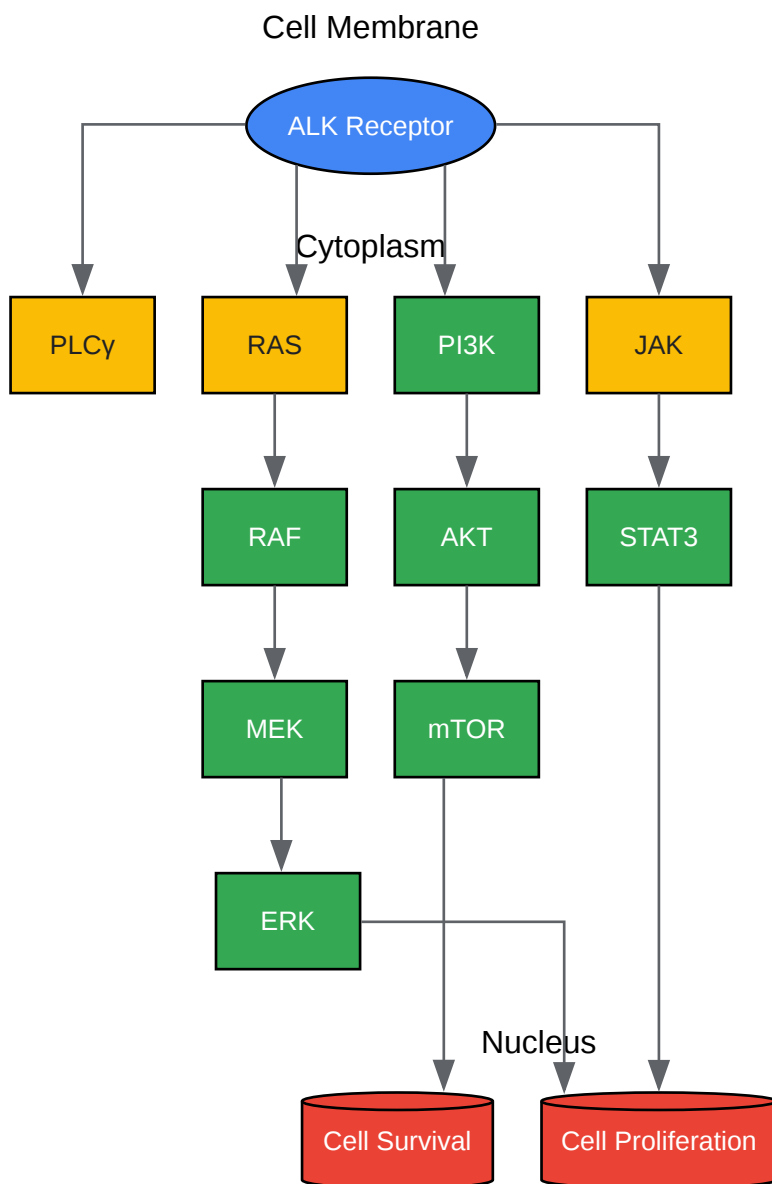 Cell Membrane
ALK Receptor
Cytoplasm
PLCγ
RAS
PI3K
JAK
RAF
AKT
STAT3
MEK
mTOR
ERK
Nucleus
Cell Survival
Cell Proliferation